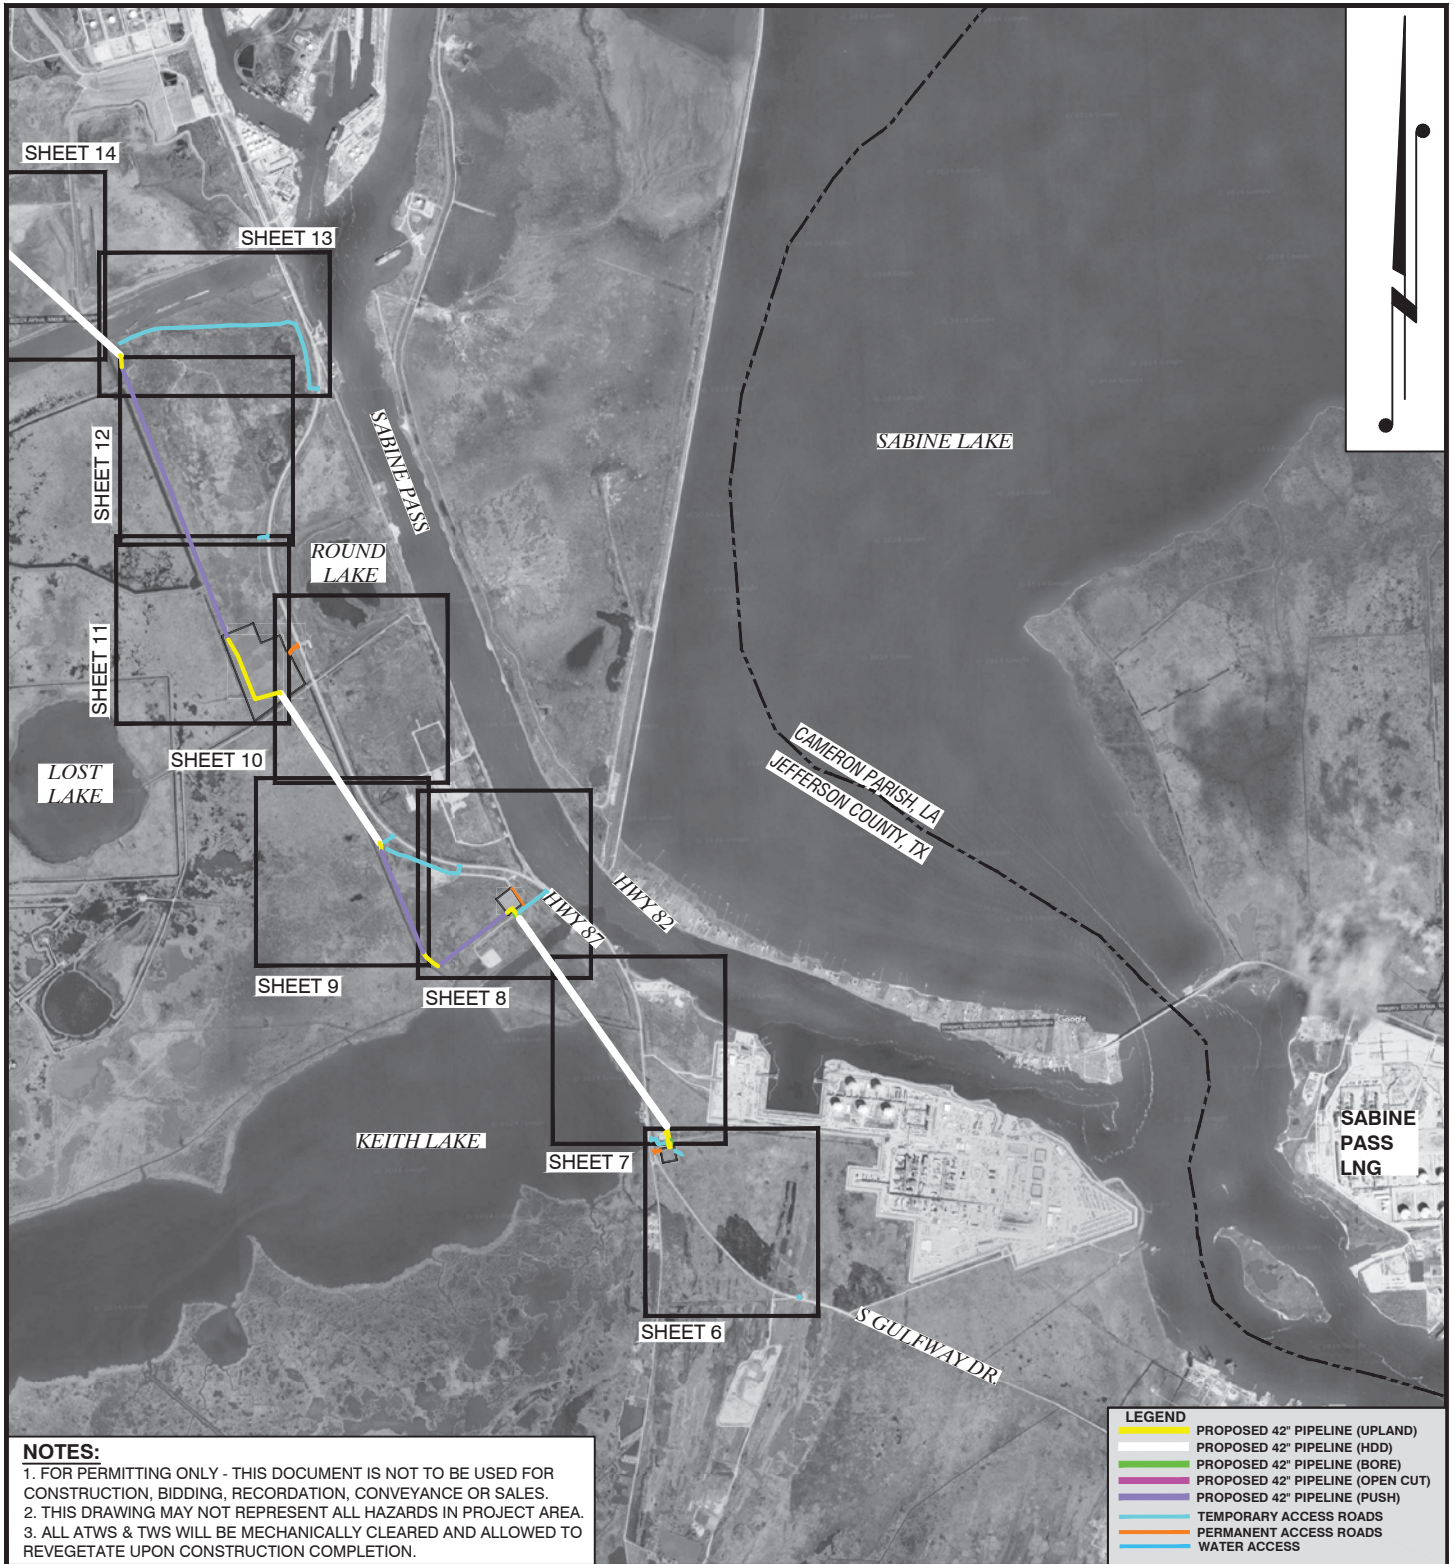 SHEET 14
SHEET 13
SABINE PASS
SABINE LAKE
SHEET 12
ROUND
LAKE
SHEET 11
SHEET 10
LOST
LAKE
CAMERON PARISH, LA
JEFFERSON COUNTY, TX
HWY 87
HWY 82
SHEET 9
SHEET 8
KEITH LAKE
SHEET 7
SABINE
PASS
LNG
SHEET 6
S GULFWAY DR.
NOTES:
1. FOR PERMITTING ONLY - THIS DOCUMENT IS NOT TO BE USED FOR
CONSTRUCTION, BIDDING, RECORDATION, CONVEYANCE OR SALES.
2. THIS DRAWING MAY NOT REPRESENT ALL HAZARDS IN PROJECT AREA.
3. ALL ATWS & TWS WILL BE MECHANICALLY CLEARED AND ALLOWED TO
REVEGETATE UPON CONSTRUCTION COMPLETION.
LEGEND
PROPOSED 42" PIPELINE (UPLAND)
PROPOSED 42" PIPELINE (HDD)
PROPOSED 42" PIPELINE (BORE)
PROPOSED 42" PIPELINE (OPEN CUT)
PROPOSED 42" PIPELINE (PUSH)
TEMPORARY ACCESS ROADS
PERMANENT ACCESS ROADS
WATER ACCESS